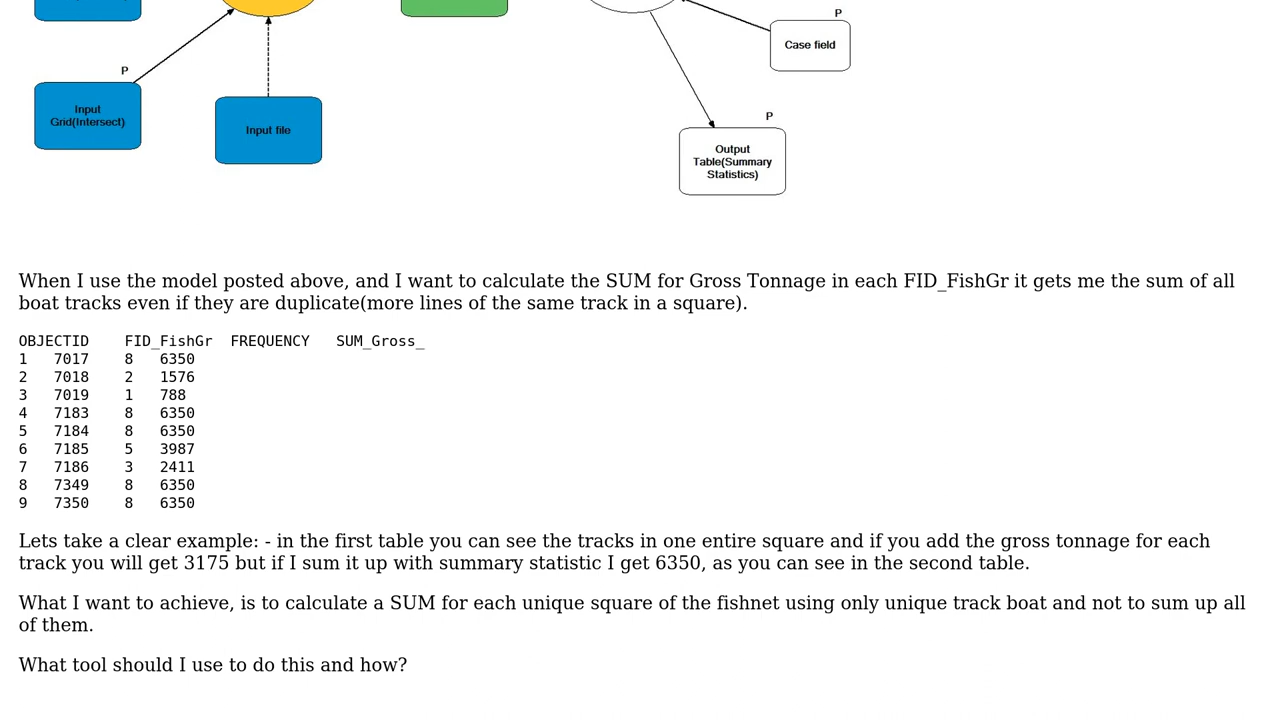 P
Case field
P
Input
Grid(Intersect)
Input file
P
Output
Table(Summary
Statistics)
When I use the model posted above, and I want to calculate the SUM for Gross Tonnage in each FID_FishGr it gets me the sum of all
boat tracks even if they are duplicate(more lines of the same track in a square).
OBJECTID    FID_FishGr  FREQUENCY   SUM_Gross_
1   7017    8   6350
2   7018    2   1576
3   7019    1   788
4   7183    8   6350
5   7184    8   6350
6   7185    5   3987
7   7186    3   2411
8   7349    8   6350
9   7350    8   6350
Lets take a clear example: - in the first table you can see the tracks in one entire square and if you add the gross tonnage for each
track you will get 3175 but if I sum it up with summary statistic I get 6350, as you can see in the second table.
What I want to achieve, is to calculate a SUM for each unique square of the fishnet using only unique track boat and not to sum up all
of them.
What tool should I use to do this and how?